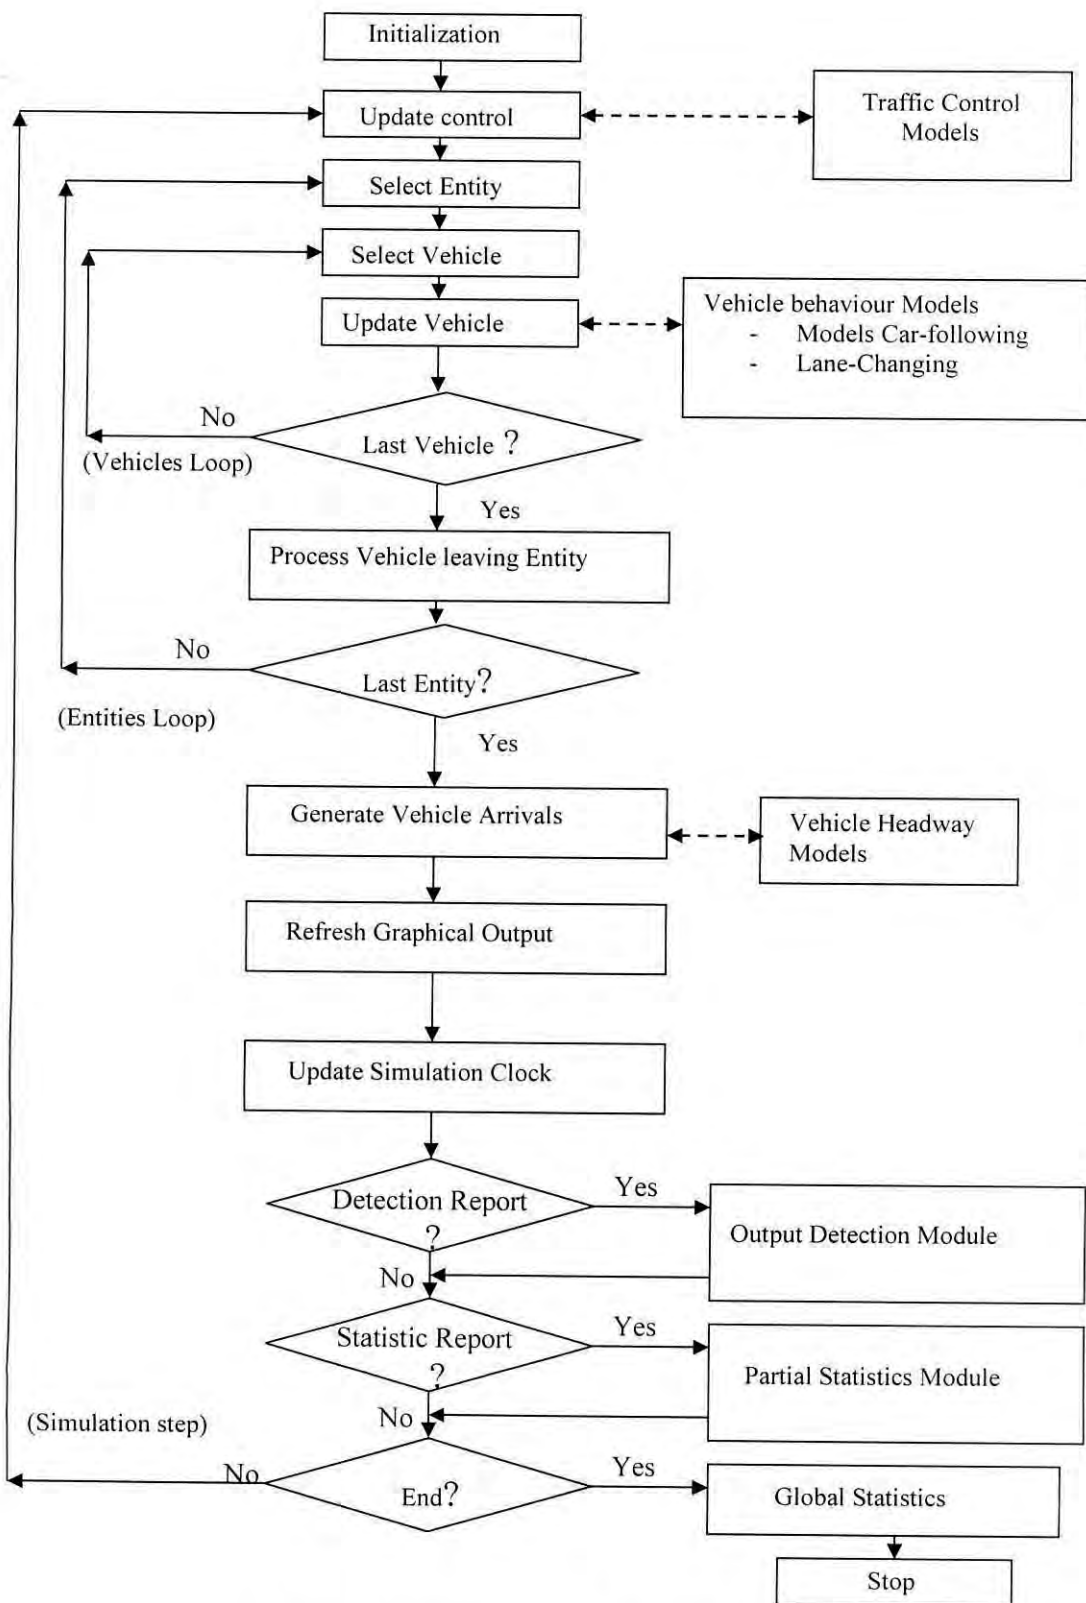 Initialization
Update control
Traffic Control
Models
Select Entity
Select Vehicle
Update Vehicle
Vehicle behaviour Models
- Models Car-following
- Lane-Changing
No
Last Vehicle ?
(Vehicles Loop)
Yes
Process Vehicle leaving Entity
No
Last Entity?
(Entities Loop)
Yes
Generate Vehicle Arrivals
Vehicle Headway
Models
Refresh Graphical Output
Update Simulation Clock
Detection Report
?
Yes
Output Detection Module
No
Statistic Report
?
Yes
Partial Statistics Module
No
(Simulation step)
No
End?
Yes
Global Statistics
Stop